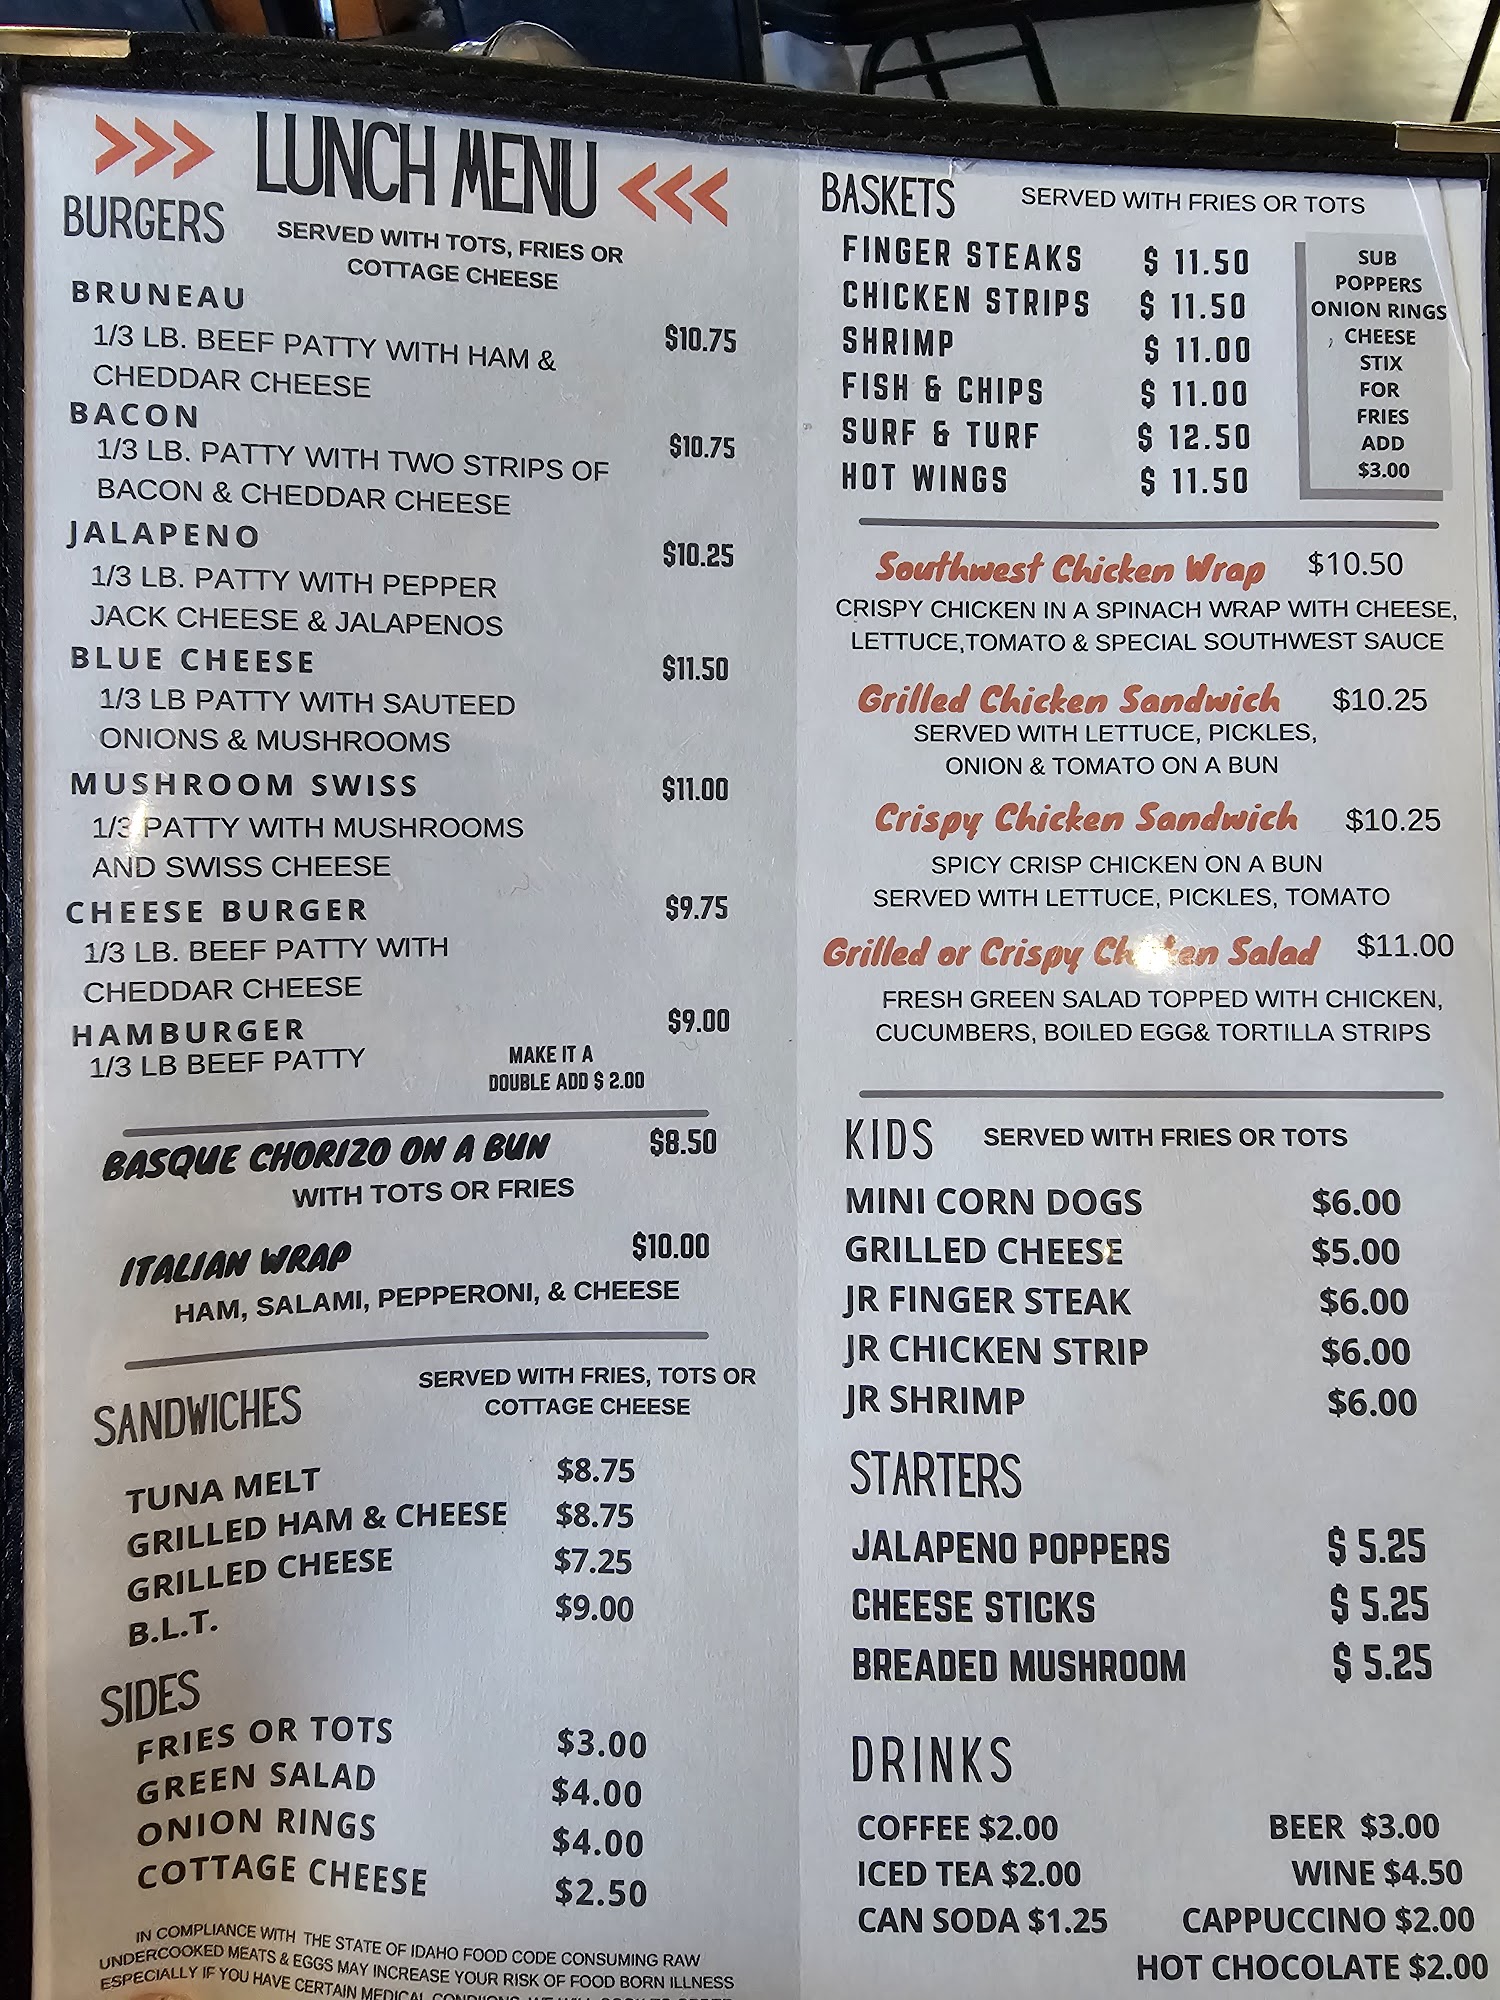 >>> LUNCH MENU <<<
BURGERS
SERVED WITH TOTS, FRIES OR
COTTAGE CHEESE
BRUNEAU
1/3 LB. BEEF PATTY WITH HAM & $10.75
CHEDDAR CHEESE
BACON
1/3 LB. PATTY WITH TWO STRIPS OF $10.75
BACON & CHEDDAR CHEESE
JALAPENO $10.25
1/3 LB. PATTY WITH PEPPER
JACK CHEESE & JALAPENOS
BLUE CHEESE $11.50
1/3 LB PATTY WITH SAUTEED
ONIONS & MUSHROOMS
MUSHROOM SWISS $11.00
1/3 PATTY WITH MUSHROOMS
AND SWISS CHEESE
CHEESE BURGER $9.75
1/3 LB. BEEF PATTY WITH
CHEDDAR CHEESE
HAMBURGER $9.00
1/3 LB BEEF PATTY
MAKE IT A
DOUBLE ADD $ 2.00
BASQUE CHORIZO ON A BUN $8.50
WITH TOTS OR FRIES
ITALIAN WRAP $10.00
HAM, SALAMI, PEPPERONI, & CHEESE
SANDWICHES
SERVED WITH FRIES, TOTS OR
COTTAGE CHEESE
TUNA MELT $8.75
GRILLED HAM & CHEESE $8.75
GRILLED CHEESE $7.25
B.L.T. $9.00
SIDES
FRIES OR TOTS $3.00
GREEN SALAD $4.00
ONION RINGS $4.00
COTTAGE CHEESE $2.50
IN COMPLIANCE WITH THE STATE OF IDAHO FOOD CODE CONSUMING RAW
UNDERCOOKED MEATS & EGGS MAY INCREASE YOUR RISK OF FOOD BORN ILLNESS
ESPECIALLY IF YOU HAVE CERTAIN MEDICAL
BASKETS SERVED WITH FRIES OR TOTS
FINGER STEAKS $ 11.50
CHICKEN STRIPS $ 11.50
SHRIMP $ 11.00
FISH & CHIPS $ 11.00
SURF & TURF $ 12.50
HOT WINGS $ 11.50
SUB
POPPERS
ONION RINGS
, CHEESE
STIX
FOR
FRIES
ADD
$3.00
Southwest Chicken Wrap $10.50
CRISPY CHICKEN IN A SPINACH WRAP WITH CHEESE,
LETTUCE,TOMATO & SPECIAL SOUTHWEST SAUCE
Grilled Chicken Sandwich $10.25
SERVED WITH LETTUCE, PICKLES,
ONION & TOMATO ON A BUN
Crispy Chicken Sandwich $10.25
SPICY CRISP CHICKEN ON A BUN
SERVED WITH LETTUCE, PICKLES, TOMATO
Grilled or Crispy Chicken Salad $11.00
FRESH GREEN SALAD TOPPED WITH CHICKEN,
CUCUMBERS, BOILED EGG& TORTILLA STRIPS
KIDS SERVED WITH FRIES OR TOTS
MINI CORN DOGS $6.00
GRILLED CHEESE $5.00
JR FINGER STEAK $6.00
JR CHICKEN STRIP $6.00
JR SHRIMP $6.00
STARTERS
JALAPENO POPPERS $ 5.25
CHEESE STICKS $ 5.25
BREADED MUSHROOM $ 5.25
DRINKS
COFFEE $2.00 BEER $3.00
ICED TEA $2.00 WINE $4.50
CAN SODA $1.25 CAPPUCCINO $2.00
HOT CHOCOLATE $2.00